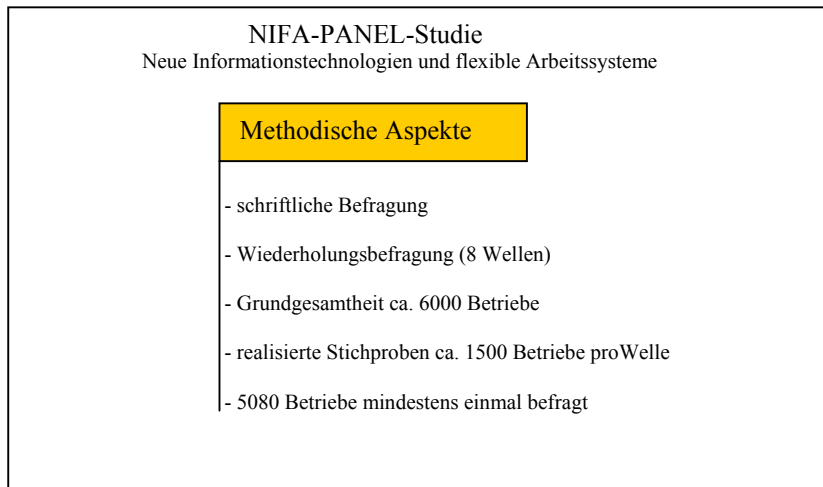 NIFA-PANEL-Studie
Neue Informationstechnologien und flexible Arbeitssysteme
Methodische Aspekte
- schriftliche Befragung
- Wiederholungsbefragung (8 Wellen)
- Grundgesamtheit ca. 6000 Betriebe
- realisierte Stichproben ca. 1500 Betriebe proWelle
- 5080 Betriebe mindestens einmal befragt